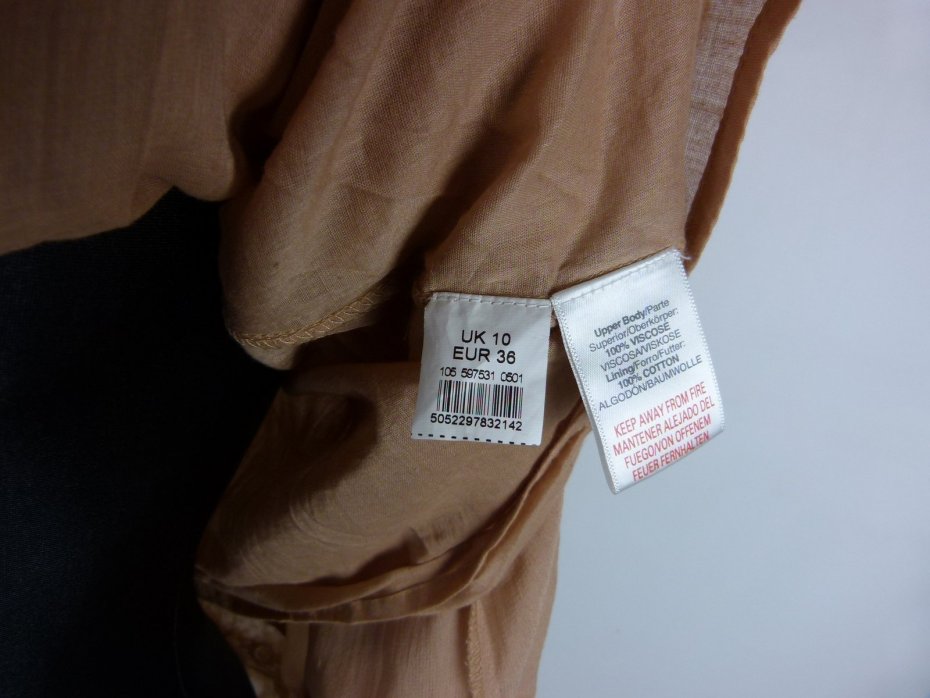 UK 10
EUR 36
105 597531 0501
5052297832142
Upper Body/Parte
Superior/Oberkörper:
100% VISCOSE
VISCOSA/VISKOSE
Lining/Forro/Futter:
100% COTTON
ALGODÓN/BAUMWOLLE
KEEP AWAY FROM FIRE
MANTENER ALEJADO DEL
FUEGO/VON OFFENEM
FEUER FERNHALTEN